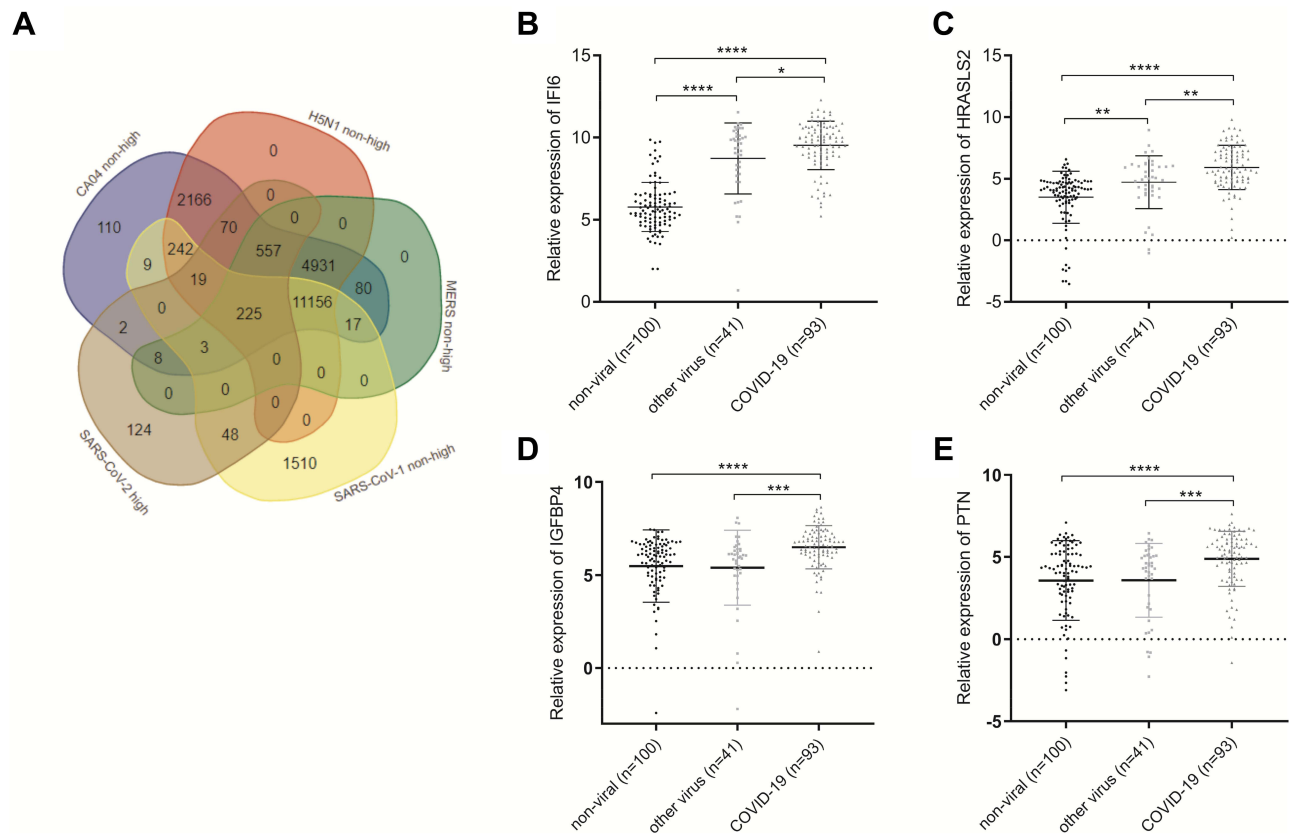 A
CA04 non-high
H5N1 non-high
MERS non-high
SARS-CoV-1 non-high
SARS-CoV-2 high
0
2166
0
110
70
0
0
0
242
557
9
4931
19
80
11156
0
225
17
2
3
0
8
0
0
0
0
0
124
48
0
1510
B
Relative expression of IFI6
15
10
5
0
****
****
*
non-viral (n=100)
other virus (n=41)
COVID-19 (n=93)
C
Relative expression of HRASLS2
15
10
5
0
-5
****
**
**
non-viral (n=100)
other virus (n=41)
COVID-19 (n=93)
D
Relative expression of IGFBP4
10
5
0
****
***
non-viral (n=100)
other virus (n=41)
COVID-19 (n=93)
E
Relative expression of PTN
10
5
0
-5
****
***
non-viral (n=100)
other virus (n=41)
COVID-19 (n=93)